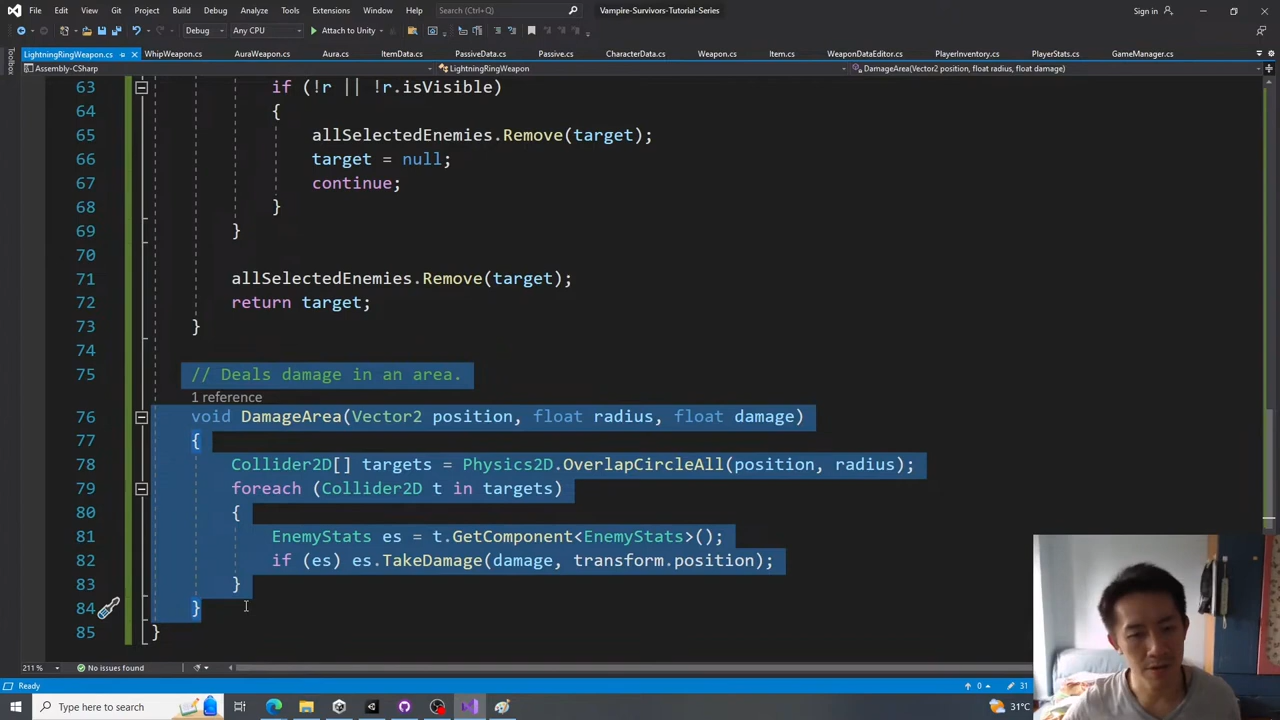 File Edit View Git Project Build Debug Analyze Tools Extensions Window Help Search (Ctrl+Q) Vampire-Survivors-Tutorial-Series Sign in
Debug Any CPU Attach to Unity
LightningRingWeapon.cs WhipWeapon.cs AuraWeapon.cs Aura.cs ItemData.cs PassiveData.cs Passive.cs CharacterData.cs Weapon.cs Item.cs WeaponDataEditor.cs PlayerInventory.cs PlayerStats.cs GameManager.cs
Toolbox
Assembly-CSharp LightningRingWeapon DamageArea(Vector2 position, float radius, float damage)
63 if (!r || !r.isVisible)
64 {
65 allSelectedEnemies.Remove(target);
66 target = null;
67 continue;
68 }
69 }
70
71 allSelectedEnemies.Remove(target);
72 return target;
73 }
74
75 // Deals damage in an area.
1 reference
76 void DamageArea(Vector2 position, float radius, float damage)
77 {
78 Collider2D[] targets = Physics2D.OverlapCircleAll(position, radius);
79 foreach (Collider2D t in targets)
80 {
81 EnemyStats es = t.GetComponent<EnemyStats>();
82 if (es) es.TakeDamage(damage, transform.position);
83 }
84 }
85 }
211 % No issues found
Ready 0 31
Type here to search 31°C